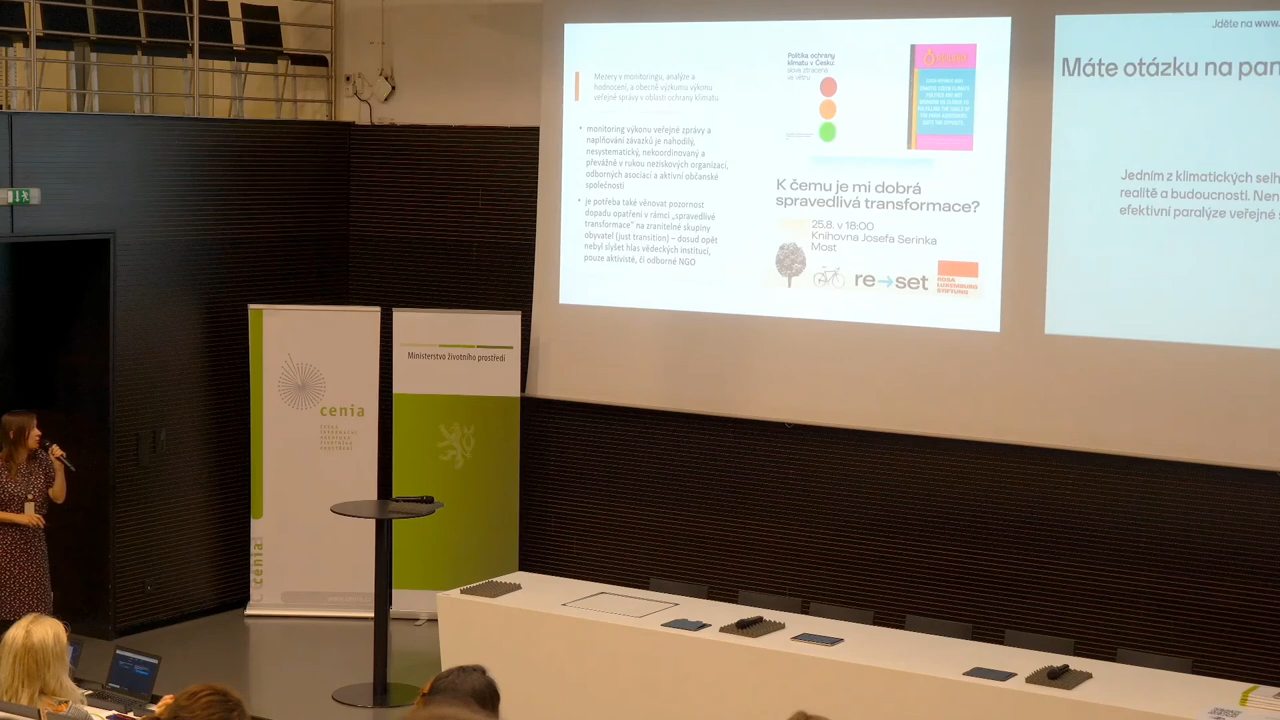 Mezery v monitoringu, analýze a
hodnocení, a obecně výzkumu výkonu
veřejné správy v oblasti ochrany klimatu
• monitoring výkonu veřejné zprávy a
naplňování závazků je nahodilý,
nesystematický, nekoordinovaný a
převážně v rukou neziskových organizací,
odborných asociací a aktivní občanské
společnosti
• je potřeba také věnovat pozornost
dopadu opatření v rámci „spravedlivé
transformace" na zranitelné skupiny
obyvatel (just transition) – dosud opět
nebyl slyšet hlas vědeckých institucí,
pouze aktivisté, či odborné NGO
Politika ochrany
klimatu v Česku:
slova ztracená
ve větru
K čemu je mi dobrá
spravedlivá transformace?
25.8. v 18:00
Knihovna Josefa Serinka
Most
re→set
ROSA
LUXEMBURG
STIFTUNG
Jděte na www.
Máte otázku na pan
Jedním z klimatických selh
realitě a budoucnosti. Nen
efektivní paralýze veřejné
cenia
Ministerstvo životního prostředí
cenia